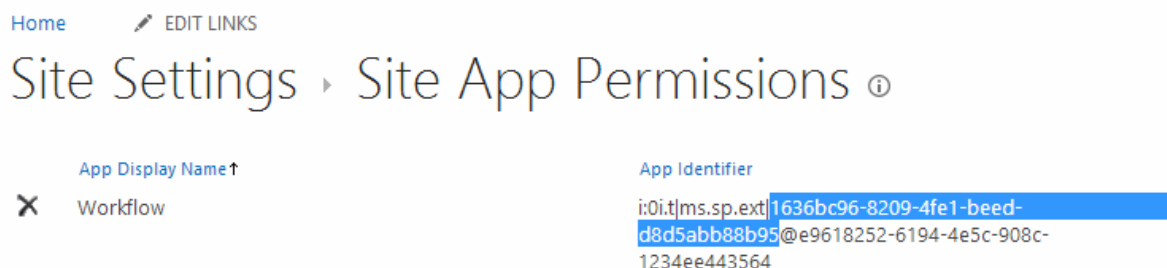 Home EDIT LINKS
Site Settings ▸ Site App Permissions
App Display Name↑ App Identifier
Workflow i:0i.t|ms.sp.ext|1636bc96-8209-4fe1-beed-
d8d5abb88b95@e9618252-6194-4e5c-908c-
1234ee443564